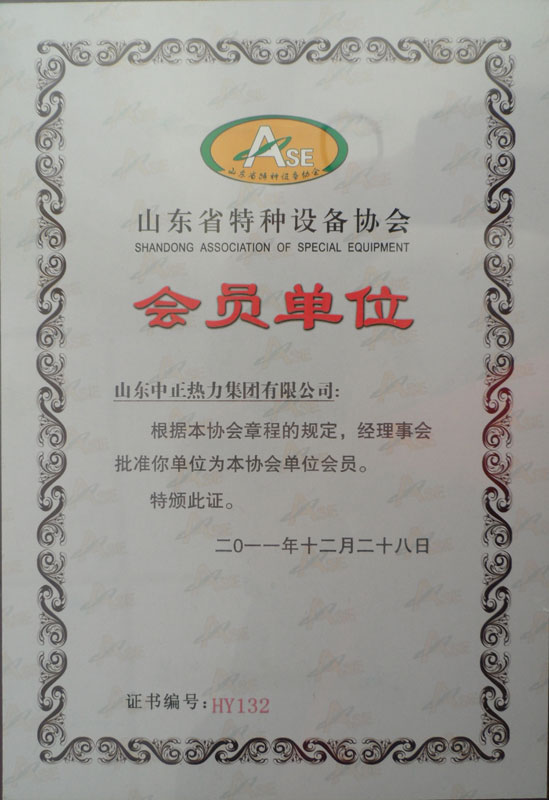 ASE
山东省特种设备协会
山东省特种设备协会
SHANDONG ASSOCIATION OF SPECIAL EQUIPMENT
会员单位
山东中正热力集团有限公司:
根据本协会章程的规定，经理事会
批准你单位为本协会单位会员。
特颁此证。
二0一一年十二月二十八日
证书编号:HY132